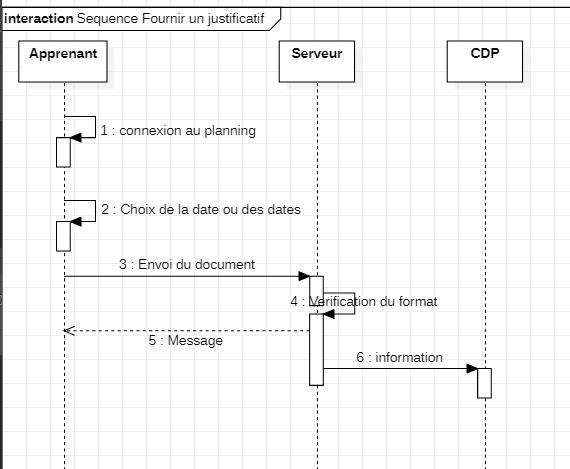 interaction Sequence Fournir un justificatif
Apprenant
Serveur
CDP
1 : connexion au planning
2 : Choix de la date ou des dates
3 : Envoi du document
4 : Verification du format
5 : Message
6 : information